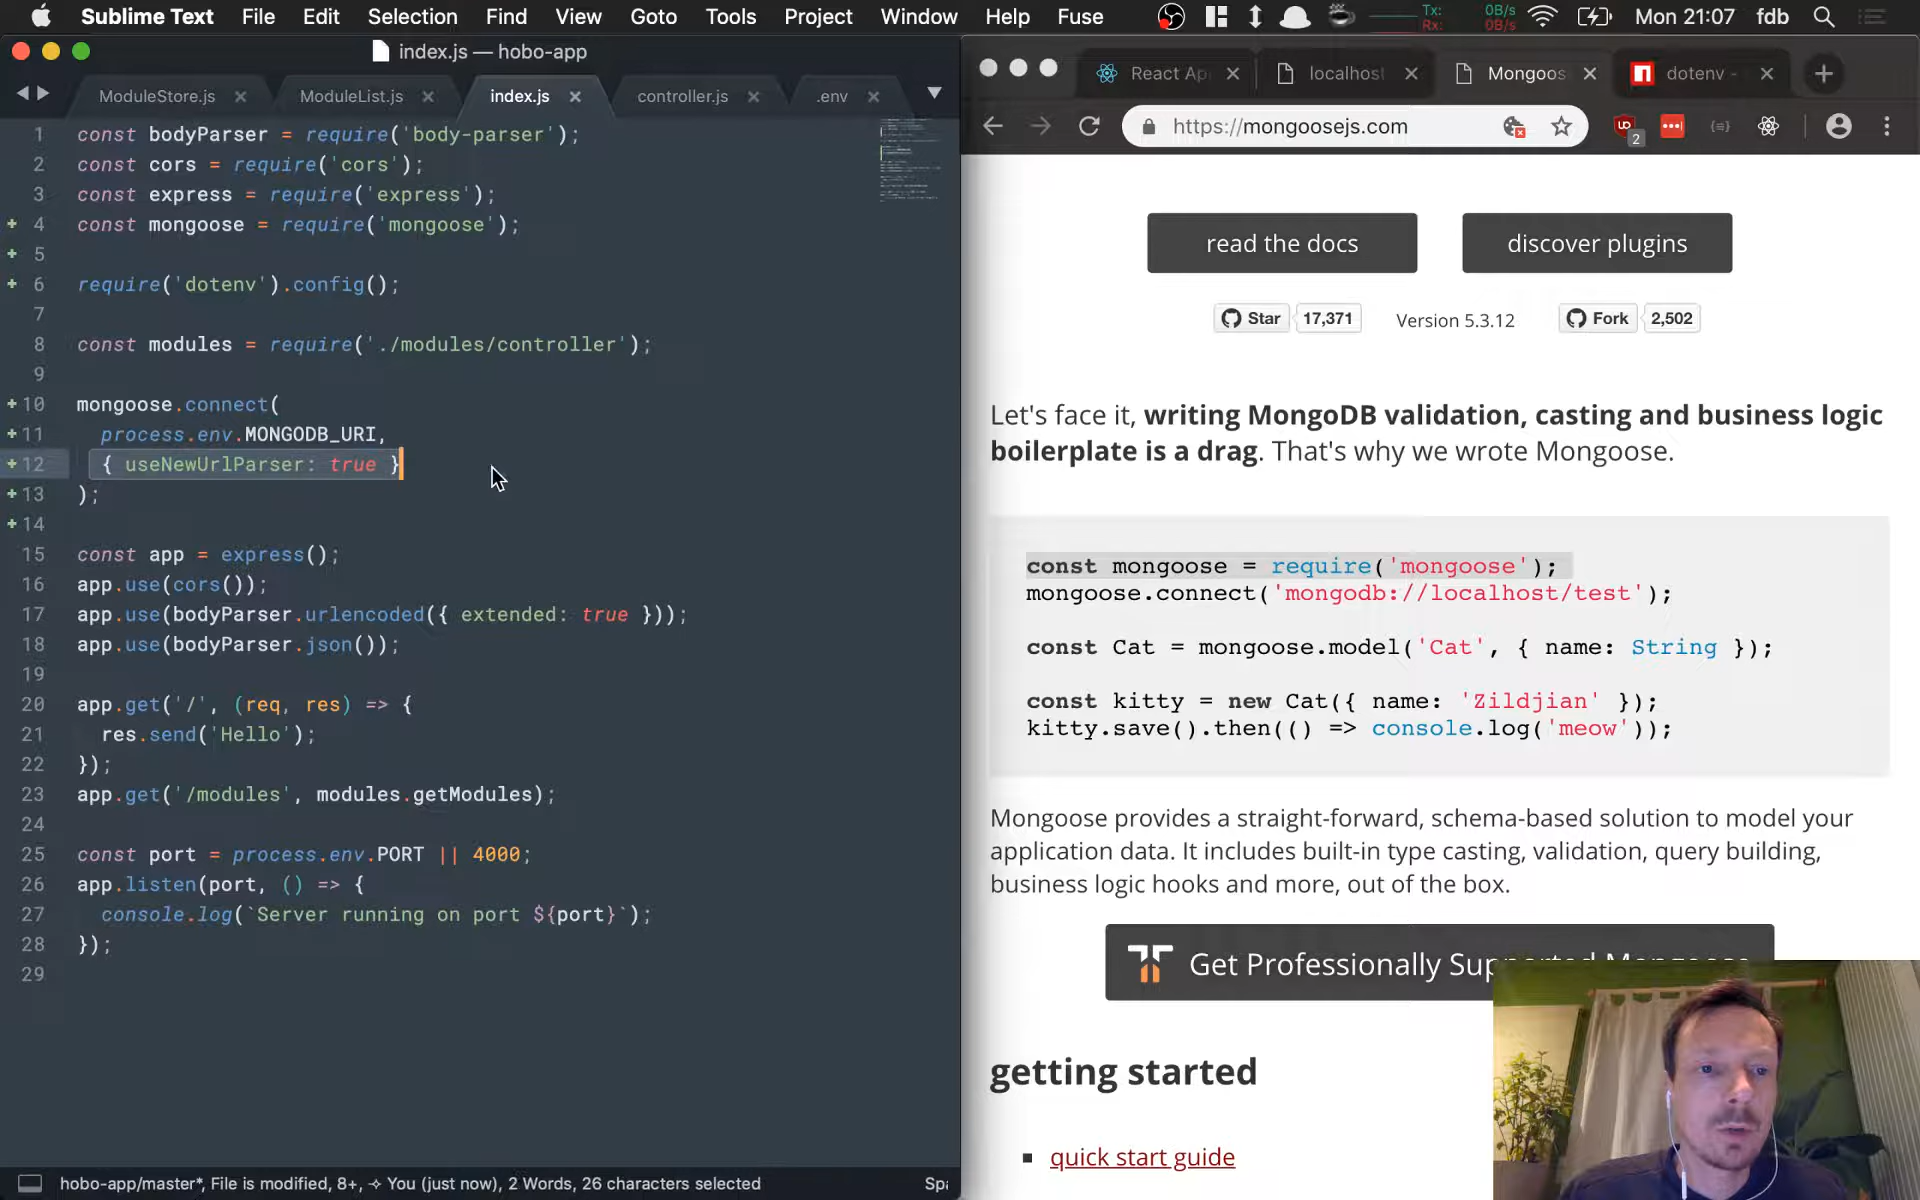 Sublime Text File Edit Selection Find View Goto Tools Project Window Help Fuse Tx: Rx: 0B/s 0B/s Mon 21:07 fdb
index.js — hobo-app
ModuleStore.js ModuleList.js index.js controller.js .env
1 const bodyParser = require('body-parser');
2 const cors = require('cors');
3 const express = require('express');
4 const mongoose = require('mongoose');
5
6 require('dotenv').config();
7
8 const modules = require('./modules/controller');
9
10 mongoose.connect(
11 process.env.MONGODB_URI,
12 { useNewUrlParser: true }
13 );
14
15 const app = express();
16 app.use(cors());
17 app.use(bodyParser.urlencoded({ extended: true }));
18 app.use(bodyParser.json());
19
20 app.get('/', (req, res) => {
21 res.send('Hello');
22 });
23 app.get('/modules', modules.getModules);
24
25 const port = process.env.PORT || 4000;
26 app.listen(port, () => {
27 console.log(`Server running on port ${port}`);
28 });
29
hobo-app/master*, File is modified, 8+, You (just now), 2 Words, 26 characters selected Spa
React Ap localhos Mongoos dotenv -
https://mongoosejs.com 2
read the docs discover plugins
Star 17,371 Version 5.3.12 Fork 2,502
Let's face it, writing MongoDB validation, casting and business logic
boilerplate is a drag. That's why we wrote Mongoose.
const mongoose = require('mongoose');
mongoose.connect('mongodb://localhost/test');
const Cat = mongoose.model('Cat', { name: String });
const kitty = new Cat({ name: 'Zildjian' });
kitty.save().then(() => console.log('meow'));
Mongoose provides a straight-forward, schema-based solution to model your
application data. It includes built-in type casting, validation, query building,
business logic hooks and more, out of the box.
Get Professionally Supported Mongoose
getting started
quick start guide